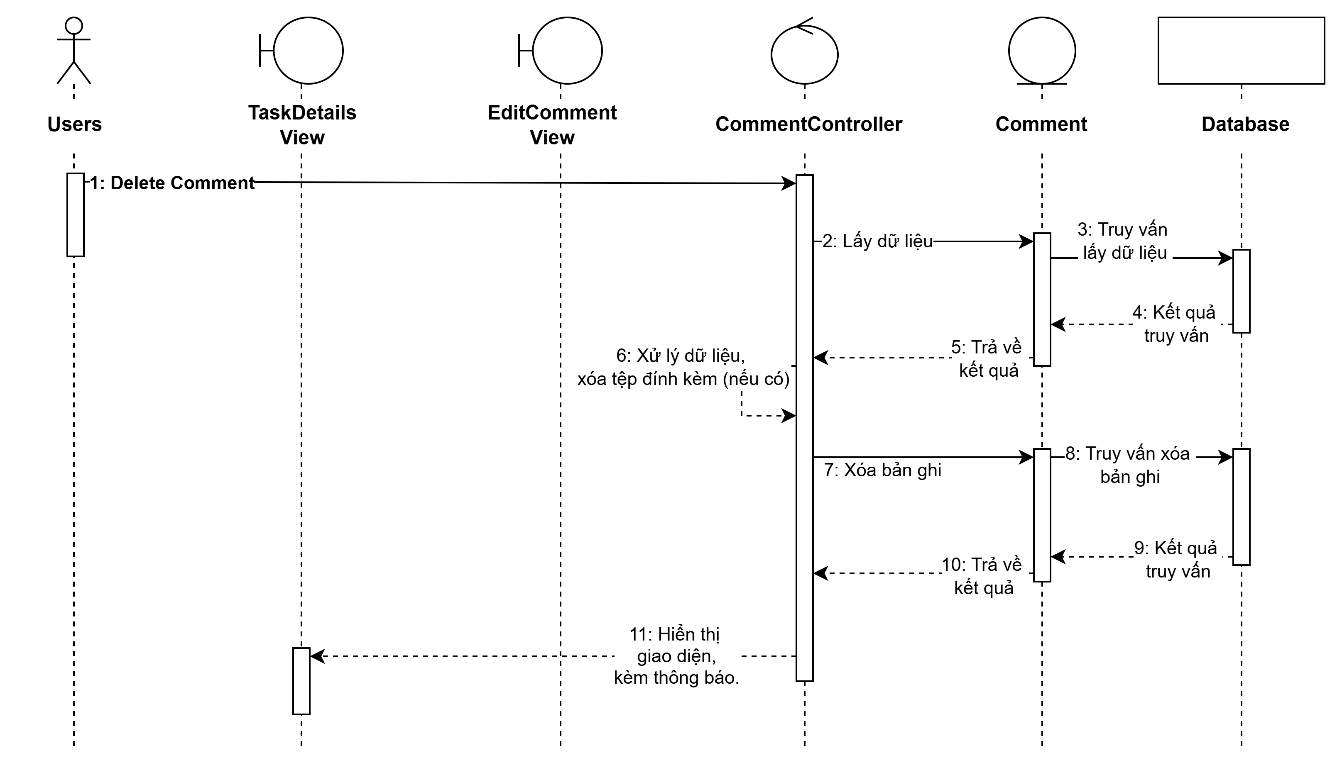 Users
TaskDetails
View
EditComment
View
CommentController
Comment
Database
1: Delete Comment
2: Lấy dữ liệu
3: Truy vấn
lấy dữ liệu
4: Kết quả
truy vấn
5: Trả về
kết quả
6: Xử lý dữ liệu,
xóa tệp đính kèm (nếu có)
7: Xóa bản ghi
8: Truy vấn xóa
bản ghi
9: Kết quả
truy vấn
10: Trả về
kết quả
11: Hiển thị
giao diện,
kèm thông báo.